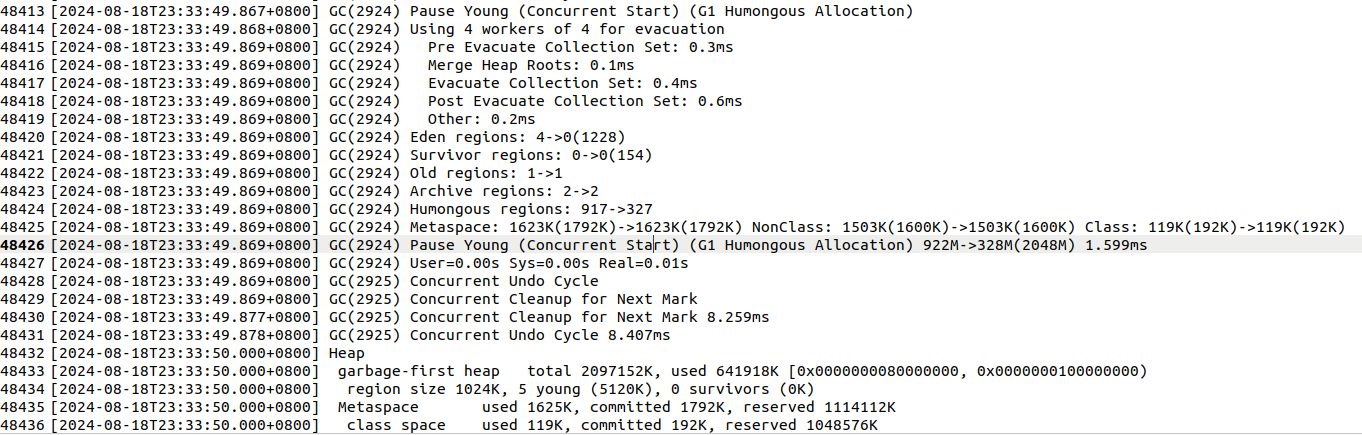 48413 [2024-08-18T23:33:49.867+0800] GC(2924) Pause Young (Concurrent Start) (G1 Humongous Allocation)
48414 [2024-08-18T23:33:49.868+0800] GC(2924) Using 4 workers of 4 for evacuation
48415 [2024-08-18T23:33:49.869+0800] GC(2924)   Pre Evacuate Collection Set: 0.3ms
48416 [2024-08-18T23:33:49.869+0800] GC(2924)   Merge Heap Roots: 0.1ms
48417 [2024-08-18T23:33:49.869+0800] GC(2924)   Evacuate Collection Set: 0.4ms
48418 [2024-08-18T23:33:49.869+0800] GC(2924)   Post Evacuate Collection Set: 0.6ms
48419 [2024-08-18T23:33:49.869+0800] GC(2924)   Other: 0.2ms
48420 [2024-08-18T23:33:49.869+0800] GC(2924) Eden regions: 4->0(1228)
48421 [2024-08-18T23:33:49.869+0800] GC(2924) Survivor regions: 0->0(154)
48422 [2024-08-18T23:33:49.869+0800] GC(2924) Old regions: 1->1
48423 [2024-08-18T23:33:49.869+0800] GC(2924) Archive regions: 2->2
48424 [2024-08-18T23:33:49.869+0800] GC(2924) Humongous regions: 917->327
48425 [2024-08-18T23:33:49.869+0800] GC(2924) Metaspace: 1623K(1792K)->1623K(1792K) NonClass: 1503K(1600K)->1503K(1600K) Class: 119K(192K)->119K(192K)
48426 [2024-08-18T23:33:49.869+0800] GC(2924) Pause Young (Concurrent Start) (G1 Humongous Allocation) 922M->328M(2048M) 1.599ms
48427 [2024-08-18T23:33:49.869+0800] GC(2924) User=0.00s Sys=0.00s Real=0.01s
48428 [2024-08-18T23:33:49.869+0800] GC(2925) Concurrent Undo Cycle
48429 [2024-08-18T23:33:49.869+0800] GC(2925) Concurrent Cleanup for Next Mark
48430 [2024-08-18T23:33:49.877+0800] GC(2925) Concurrent Cleanup for Next Mark 8.259ms
48431 [2024-08-18T23:33:49.878+0800] GC(2925) Concurrent Undo Cycle 8.407ms
48432 [2024-08-18T23:33:50.000+0800] Heap
48433 [2024-08-18T23:33:50.000+0800]  garbage-first heap   total 2097152K, used 641918K [0x0000000080000000, 0x0000000100000000)
48434 [2024-08-18T23:33:50.000+0800]   region size 1024K, 5 young (5120K), 0 survivors (0K)
48435 [2024-08-18T23:33:50.000+0800]  Metaspace       used 1625K, committed 1792K, reserved 1114112K
48436 [2024-08-18T23:33:50.000+0800]   class space    used 119K, committed 192K, reserved 1048576K